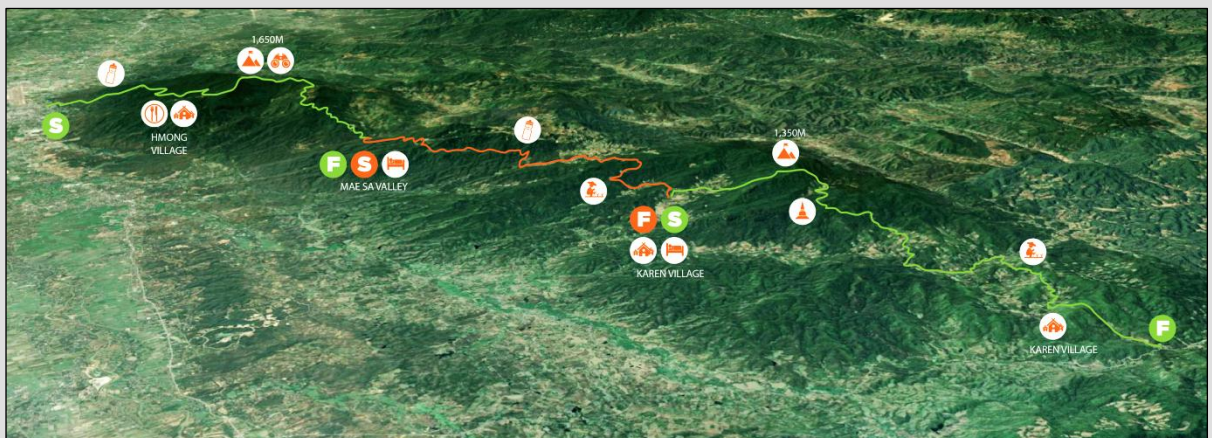 1,650M
S
HMONG
VILLAGE
F S
MAE SA VALLEY
1,350M
F S
KAREN VILLAGE
F
KAREN VILLAGE